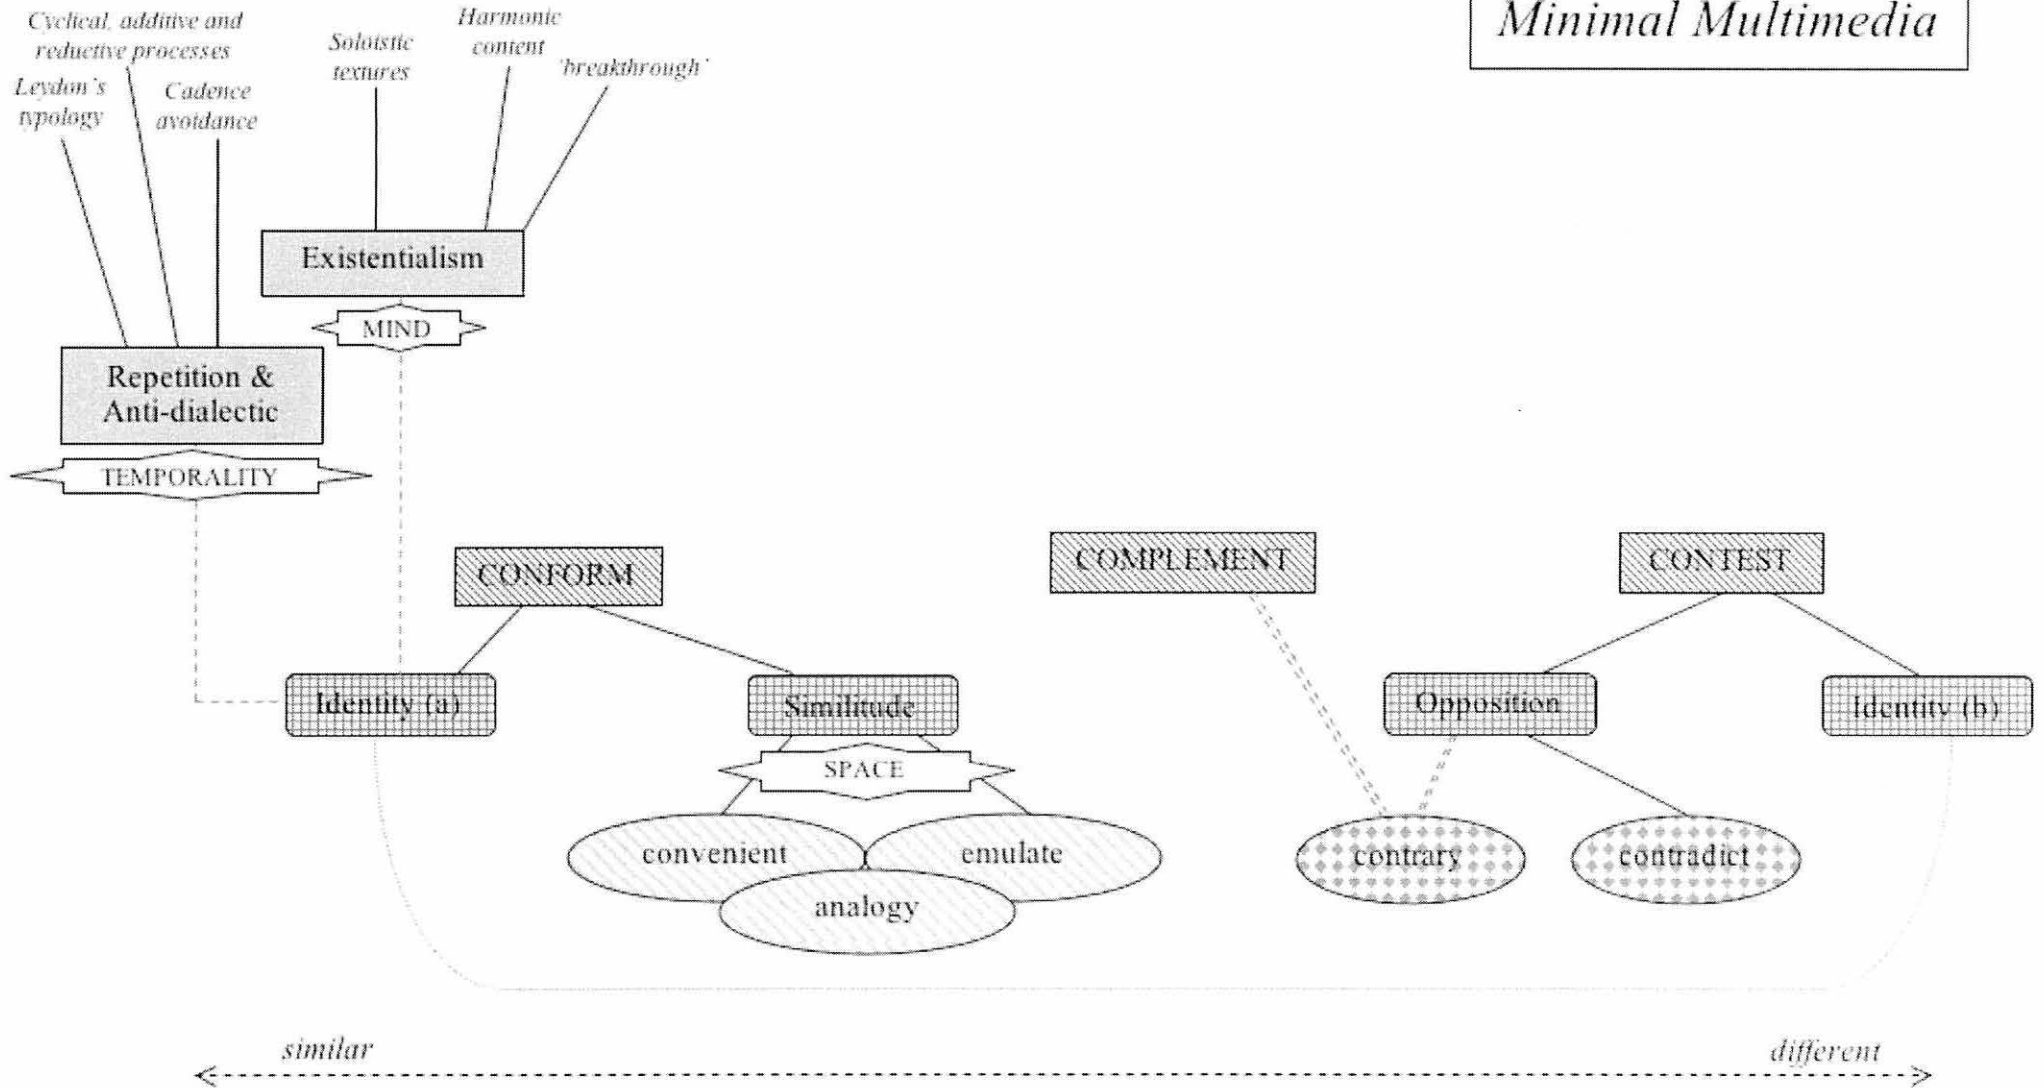 Minimal Multimedia
Cyclical, additive and
reductive processes
Leydon's
typology
Cadence
avoidance
Soloistic
textures
Harmonic
content
'breakthrough'
Existentialism
MIND
Repetition &
Anti-dialectic
TEMPORALITY
CONFORM
COMPLEMENT
CONTEST
Identity (a)
Similitude
Opposition
Identity (b)
SPACE
convenient
emulate
analogy
contrary
contradict
similar
different